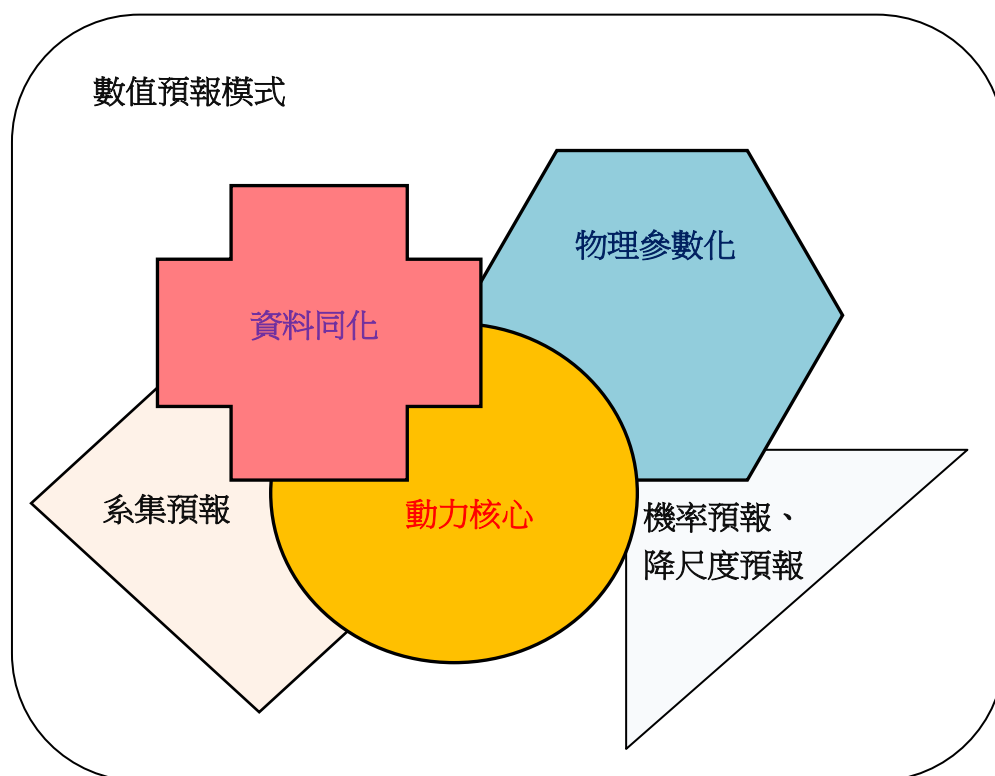 數值預報模式
物理參數化
資料同化
系集預報
動力核心
機率預報、
降尺度預報